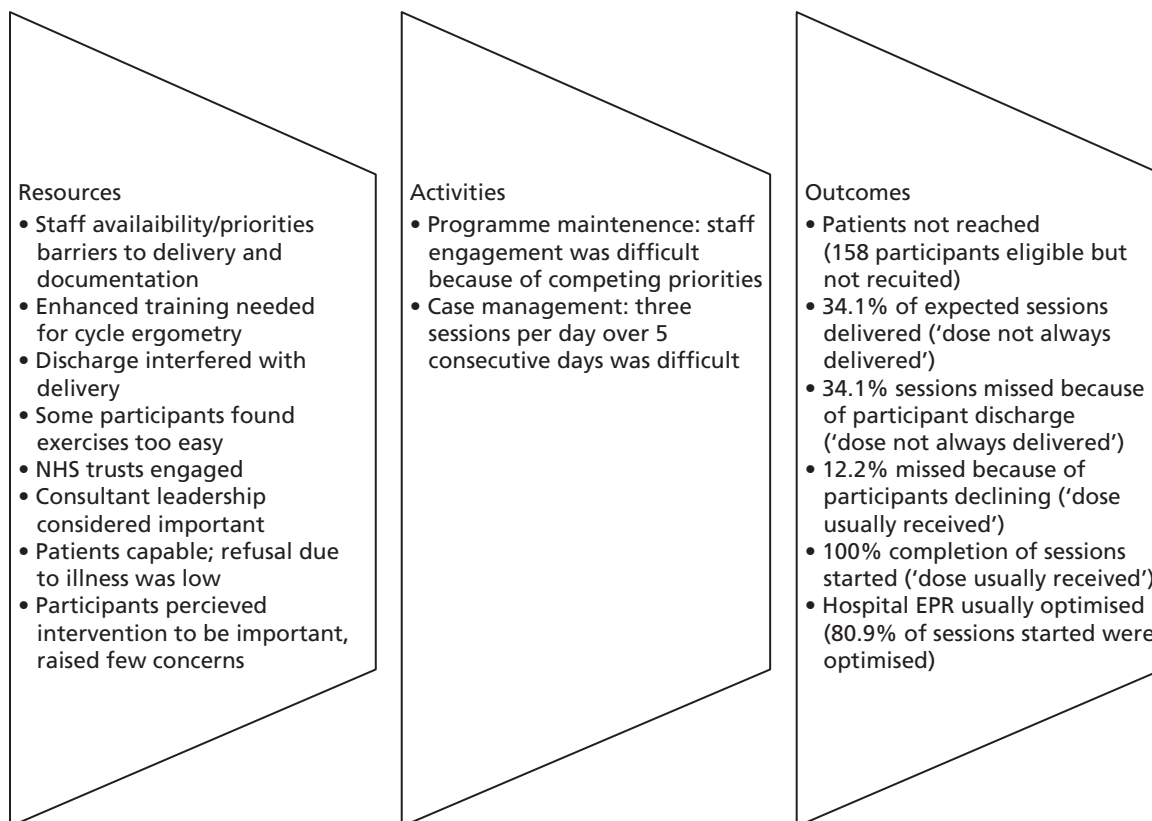 Resources
• Staff availaibility/priorities
barriers to delivery and
documentation
• Enhanced training needed
for cycle ergometry
• Discharge interfered with
delivery
• Some participants found
exercises too easy
• NHS trusts engaged
• Consultant leadership
considered important
• Patients capable; refusal due
to illness was low
• Participants percieved
intervention to be important,
raised few concerns
Activities
• Programme maintenence: staff
engagement was difficult
because of competing priorities
• Case management: three
sessions per day over 5
consecutive days was difficult
Outcomes
• Patients not reached
(158 participants eligible but
not recuited)
• 34.1% of expected sessions
delivered (‘dose not always
delivered’)
• 34.1% sessions missed because
of participant discharge
(‘dose not always delivered’)
• 12.2% missed because of
participants declining (‘dose
usually received’)
• 100% completion of sessions
started (‘dose usually received’)
• Hospital EPR usually optimised
(80.9% of sessions started were
optimised)